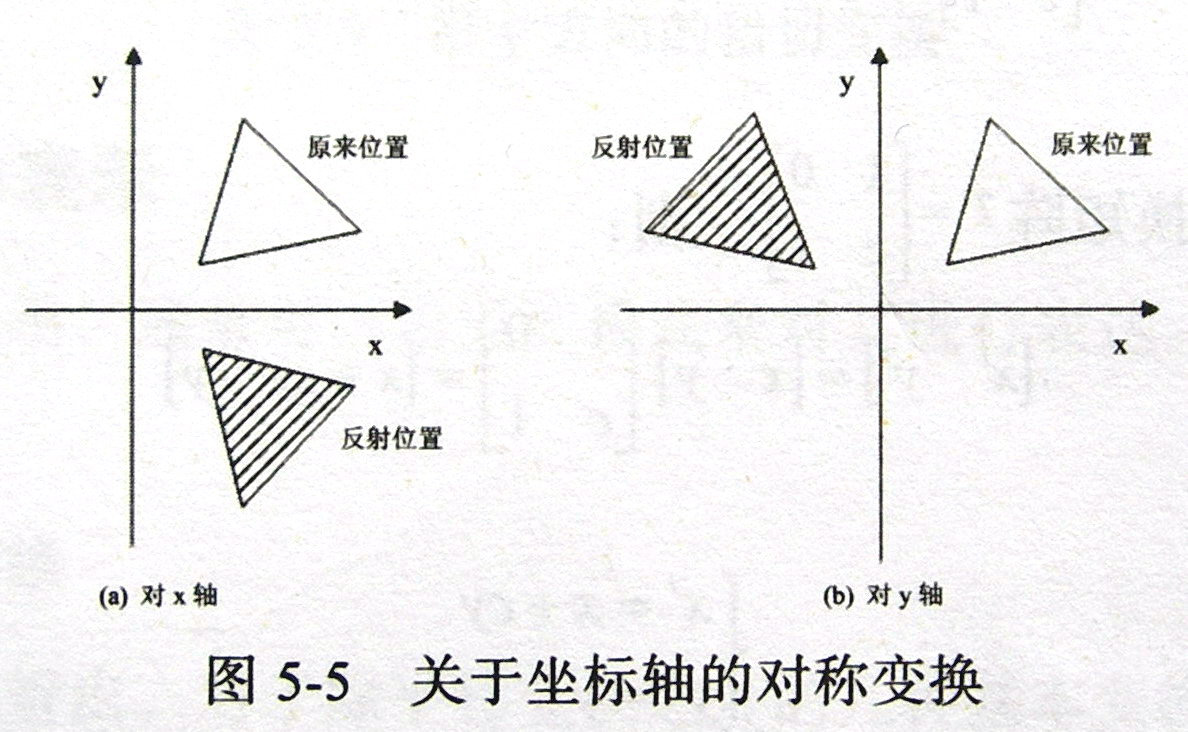 y
原来位置
x
反射位置
(a) 对 x 轴
y
反射位置
原来位置
x
(b) 对 y 轴
图 5-5 关于坐标轴的对称变换